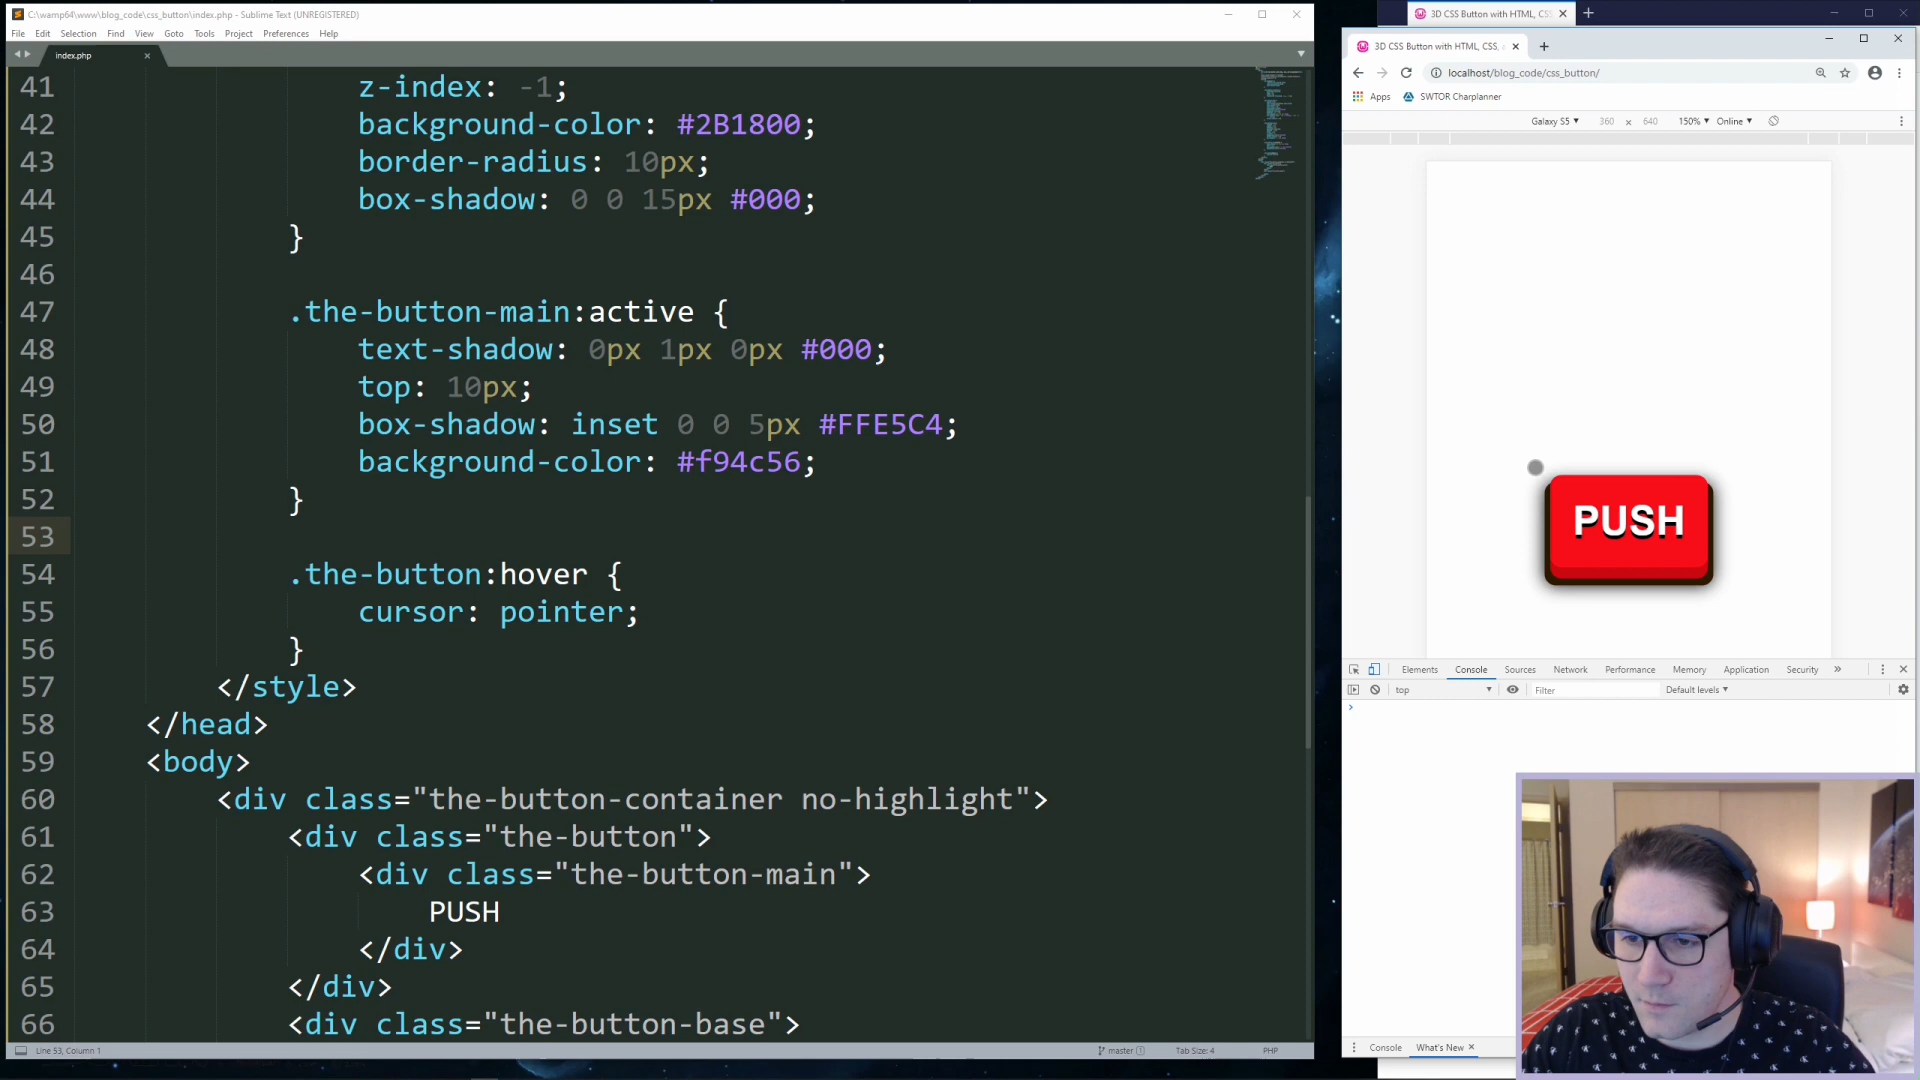 C:\wamp64\www\blog_code\css_button\index.php - Sublime Text (UNREGISTERED)
File Edit Selection Find View Goto Tools Project Preferences Help
index.php
41 z-index: -1;
42 background-color: #2B1800;
43 border-radius: 10px;
44 box-shadow: 0 0 15px #000;
45 }
46
47 .the-button-main:active {
48 text-shadow: 0px 1px 0px #000;
49 top: 10px;
50 box-shadow: inset 0 0 5px #FFE5C4;
51 background-color: #f94c56;
52 }
53
54 .the-button:hover {
55 cursor: pointer;
56 }
57 </style>
58 </head>
59 <body>
60 <div class="the-button-container no-highlight">
61 <div class="the-button">
62 <div class="the-button-main">
63 PUSH
64 </div>
65 </div>
66 <div class="the-button-base">
Line 53, Column 1 master 1 Tab Size: 4 PHP
3D CSS Button with HTML, CSS
3D CSS Button with HTML, CSS,
localhost/blog_code/css_button/
Apps SWTOR Charplanner
Galaxy S5 360 × 640 150% Online
PUSH
Elements Console Sources Network Performance Memory Application Security »
top Filter Default levels
Console What's New